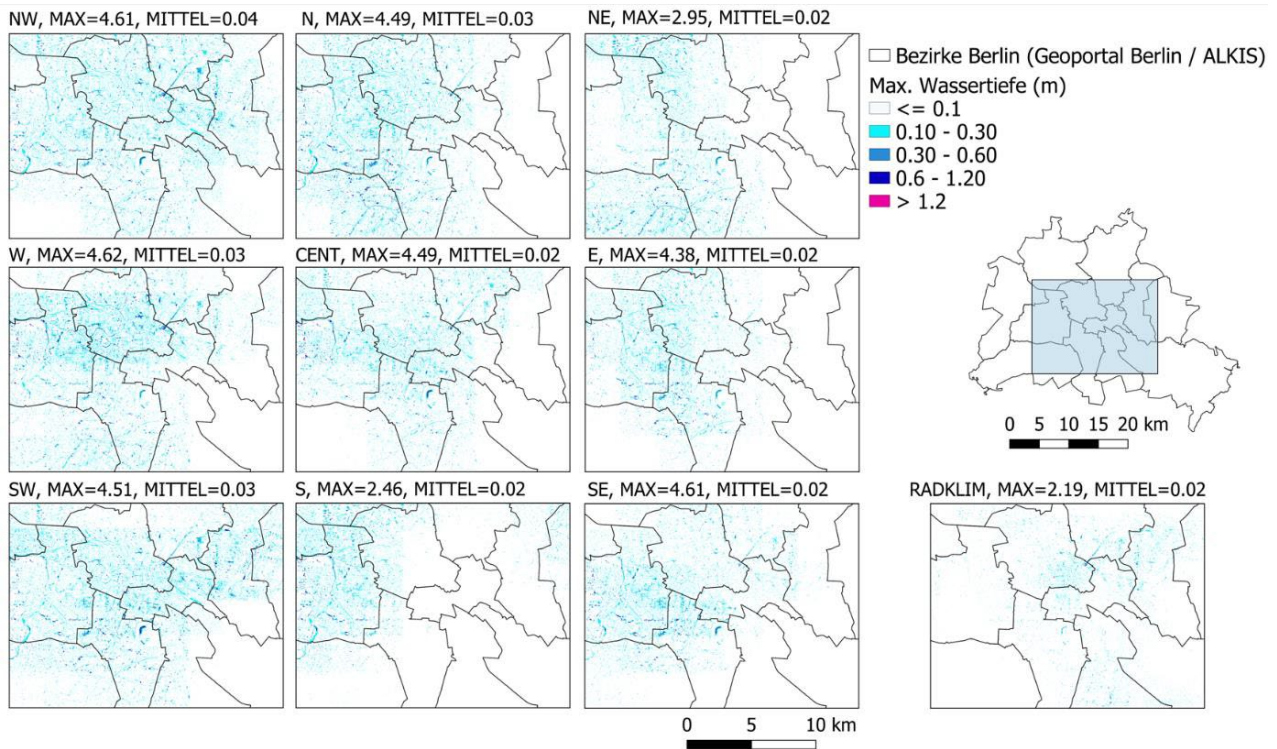 NW, MAX=4.61, MITTEL=0.04
N, MAX=4.49, MITTEL=0.03
NE, MAX=2.95, MITTEL=0.02
Bezirke Berlin (Geoportal Berlin / ALKIS)
Max. Wassertiefe (m)
<= 0.1
0.10 - 0.30
0.30 - 0.60
0.6 - 1.20
> 1.2
W, MAX=4.62, MITTEL=0.03
CENT, MAX=4.49, MITTEL=0.02
E, MAX=4.38, MITTEL=0.02
0 5 10 15 20 km
SW, MAX=4.51, MITTEL=0.03
S, MAX=2.46, MITTEL=0.02
SE, MAX=4.61, MITTEL=0.02
RADKLIM, MAX=2.19, MITTEL=0.02
0 5 10 km